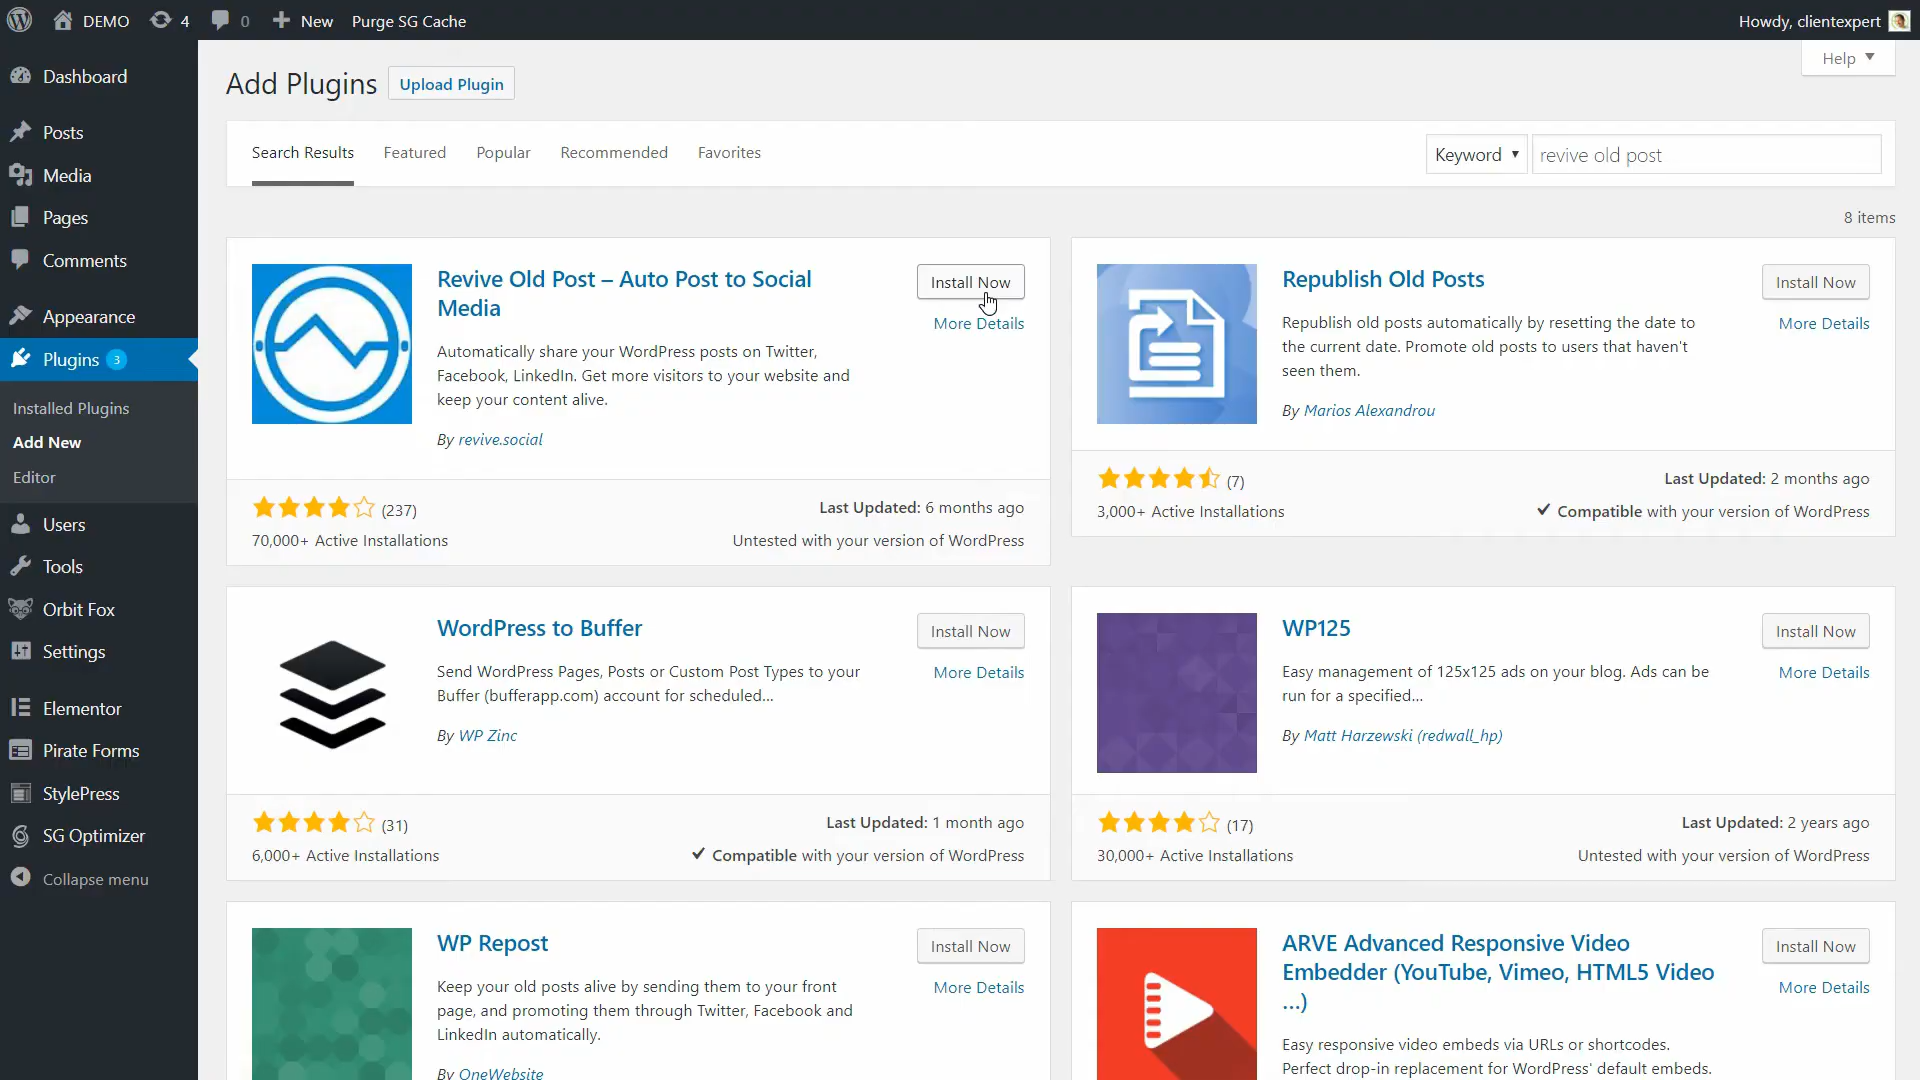 DEMO 4 0 New Purge SG Cache Howdy, clientexpert
Help
Dashboard
Posts
Media
Pages
Comments
Appearance
Plugins 3
Installed Plugins
Add New
Editor
Users
Tools
Orbit Fox
Settings
Elementor
Pirate Forms
StylePress
SG Optimizer
Collapse menu
Add Plugins Upload Plugin
Search Results Featured Popular Recommended Favorites Keyword revive old post
8 items
Revive Old Post – Auto Post to Social
Media
Install Now
More Details
Automatically share your WordPress posts on Twitter,
Facebook, LinkedIn. Get more visitors to your website and
keep your content alive.
By revive.social
(237)
Last Updated: 6 months ago
70,000+ Active Installations
Untested with your version of WordPress
Republish Old Posts
Install Now
More Details
Republish old posts automatically by resetting the date to
the current date. Promote old posts to users that haven't
seen them.
By Marios Alexandrou
(7)
Last Updated: 2 months ago
3,000+ Active Installations
Compatible with your version of WordPress
WordPress to Buffer
Install Now
More Details
Send WordPress Pages, Posts or Custom Post Types to your
Buffer (bufferapp.com) account for scheduled...
By WP Zinc
(31)
Last Updated: 1 month ago
6,000+ Active Installations
Compatible with your version of WordPress
WP125
Install Now
More Details
Easy management of 125x125 ads on your blog. Ads can be
run for a specified...
By Matt Harzewski (redwall_hp)
(17)
Last Updated: 2 years ago
30,000+ Active Installations
Untested with your version of WordPress
WP Repost
Install Now
More Details
Keep your old posts alive by sending them to your front
page, and promoting them through Twitter, Facebook and
LinkedIn automatically.
By OneWebsite
ARVE Advanced Responsive Video
Embedder (YouTube, Vimeo, HTML5 Video
...)
Install Now
More Details
Easy responsive video embeds via URLs or shortcodes.
Perfect drop-in replacement for WordPress' default embeds.